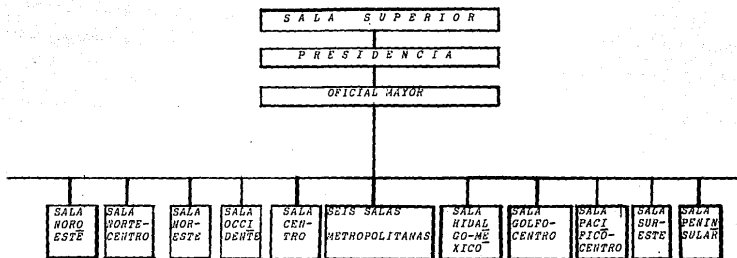 SALA SUPERIOR
PRESIDENCIA
OFICIAL MAYOR
SALA
NORO
ESTE
SALA
NORTE-
CENTRO
SALA
NOR-
ESTE
SALA
OCCI
DENTE
SALA
CEN-
TRO
SEIS SALAS
METROPOLITANAS
SALA
HIDAL
GO-ME
XICO
SALA
GOLFO-
CENTRO
SALA
PACI
FICO-
CENTRO
SALA
SUR-
ESTE
SALA
PENIN
SULAR